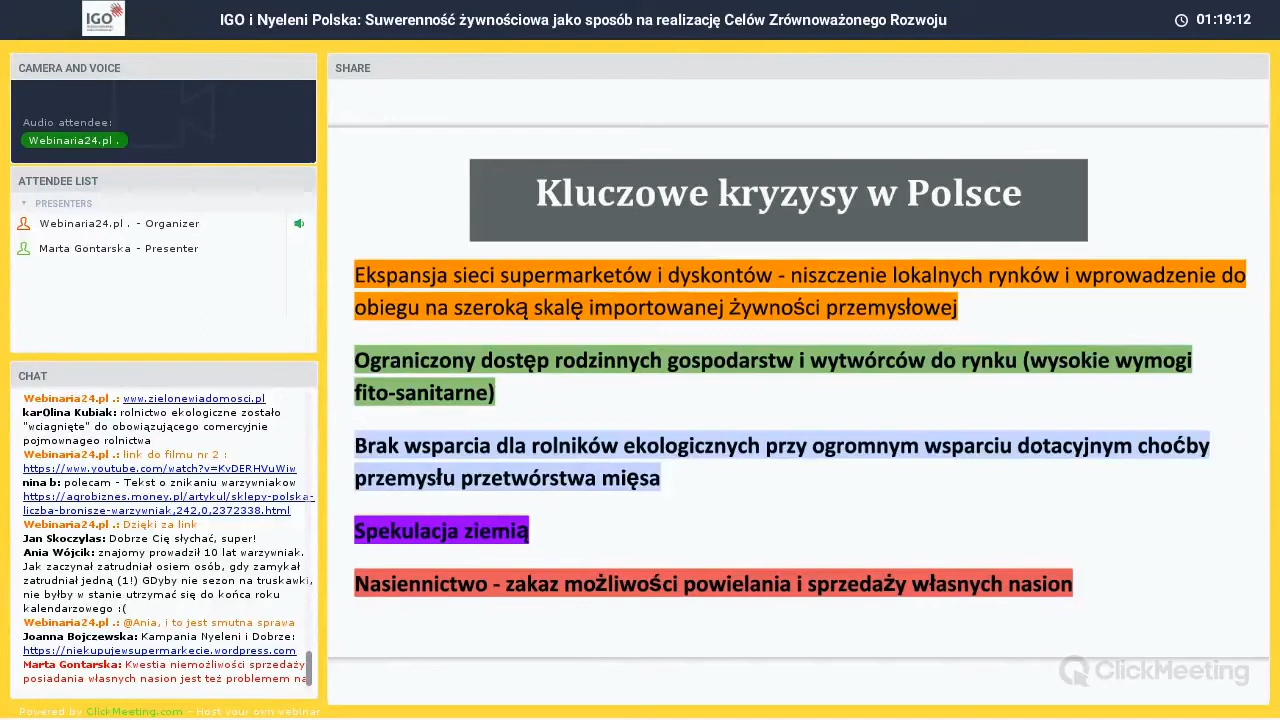 IGO
IGO i Nyeleni Polska: Suwerenność żywnościowa jako sposób na realizację Celów Zrównoważonego Rozwoju
01:19:12
CAMERA AND VOICE
Audio attendee:
Webinaria24.pl .
ATTENDEE LIST
PRESENTERS
Webinaria24.pl . - Organizer
Marta Gontarska - Presenter
CHAT
Webinaria24.pl .: www.zielonewiadomosci.pl
karOlina Kubiak: rolnictwo ekologiczne zostało
"wciagnięte" do obowiązującego comercyjnie
pojmownageo rolnictwa
Webinaria24.pl .: link do filmu nr 2 :
https://www.youtube.com/watch?v=KvDERHVuWiw
nina b: polecam - Tekst o znikaniu warzywniakow
https://agrobiznes.money.pl/artykul/sklepy-polska-
liczba-bronisze-warzywniak,242,0,2372338.html
Webinaria24.pl .: Dzięki za link
Jan Skoczylas: Dobrze Cię słychać, super!
Ania Wójcik: znajomy prowadził 10 lat warzywniak.
Jak zaczynał zatrudniał osiem osób, gdy zamykał
zatrudniał jedną (1!) GDyby nie sezon na truskawki,
nie byłby w stnie utrzymać się do końca roku
kalendarzowego :(
Webinaria24.pl .: @Ania, i to jest smutna sprawa
Joanna Bojczewska: Kampania Nyeleni i Dobrze:
https://niekupujewsupermarkecie.wordpress.com
Marta Gontarska: Kwestia niemożliwości sprzedaży
posiadania własnych nasion jest też problemem na
Powered by ClickMeeting.com - Host your own webinar
SHARE
Kluczowe kryzysy w Polsce
Ekspansja sieci supermarketów i dyskontów - niszczenie lokalnych rynków i wprowadzenie do
obiegu na szeroką skalę importowanej żywności przemysłowej
Ograniczony dostęp rodzinnych gospodarstw i wytwórców do rynku (wysokie wymogi
fito-sanitarne)
Brak wsparcia dla rolników ekologicznych przy ogromnym wsparciu dotacyjnym choćby
przemysłu przetwórstwa mięsa
Spekulacja ziemią
Nasiennictwo - zakaz możliwości powielania i sprzedaży własnych nasion
ClickMeeting